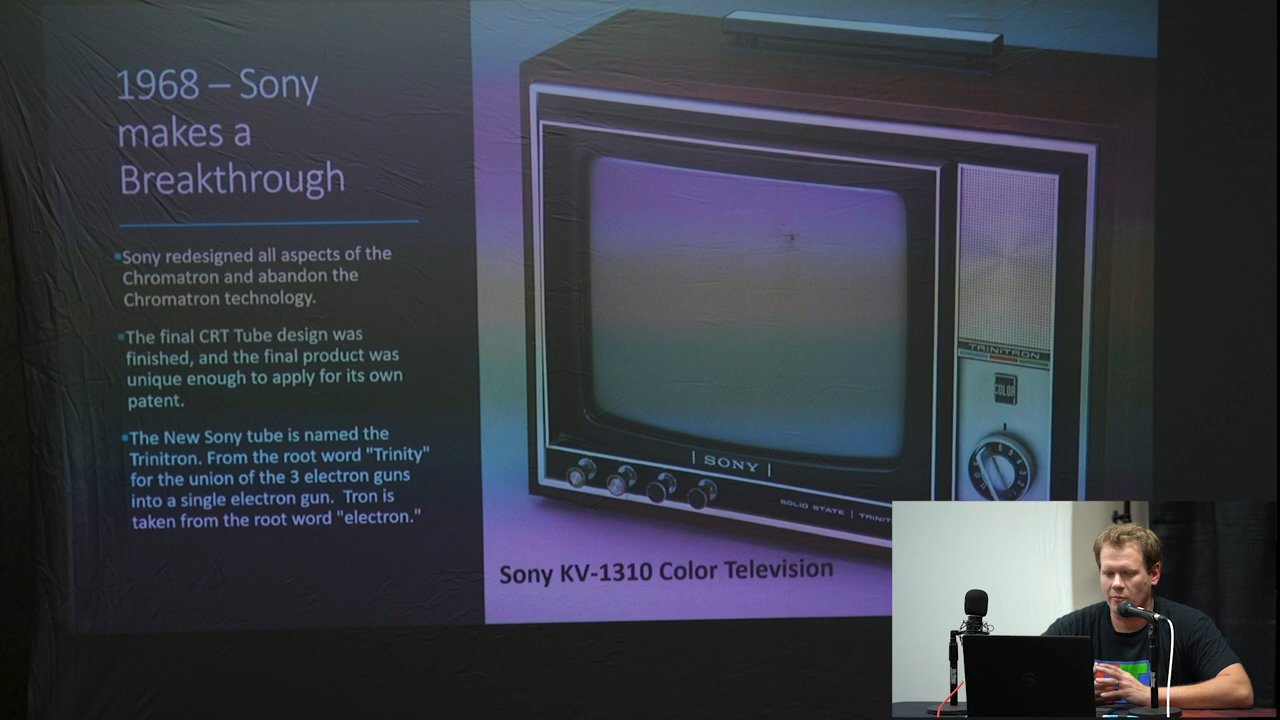 1968 – Sony
makes a
Breakthrough
▪Sony redesigned all aspects of the
Chromatron and abandon the
Chromatron technology.
▪The final CRT Tube design was
finished, and the final product was
unique enough to apply for its own
patent.
▪The New Sony tube is named the
Trinitron. From the root word "Trinity"
for the union of the 3 electron guns
into a single electron gun. Tron is
taken from the root word "electron."
TRINITRON
COLOR
| SONY |
SOLID STATE | TRINIT
Sony KV-1310 Color Television